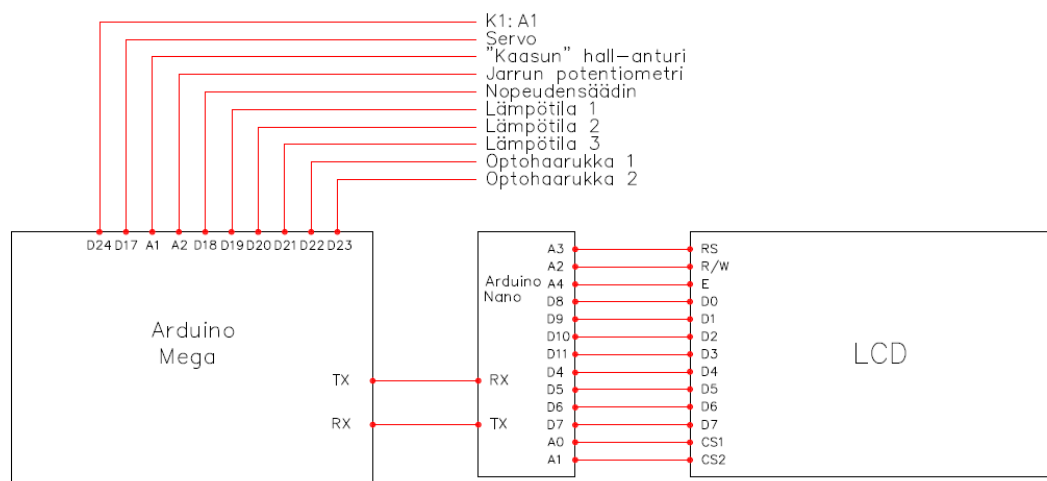 K1: A1
Servo
"Kaasun" hall-anturi
Jarrun potentiometri
Nopeudensäädin
Lämpötila 1
Lämpötila 2
Lämpötila 3
Optohaarukka 1
Optohaarukka 2
D24 D17 A1 A2 D18 D19 D20 D21 D22 D23
Arduino
Mega
TX
RX
Arduino
Nano
RX
TX
A3
A2
A4
D8
D9
D10
D11
D4
D5
D6
D7
A0
A1
RS
R/W
E
D0
D1
D2
D3
D4
D5
D6
D7
CS1
CS2
LCD